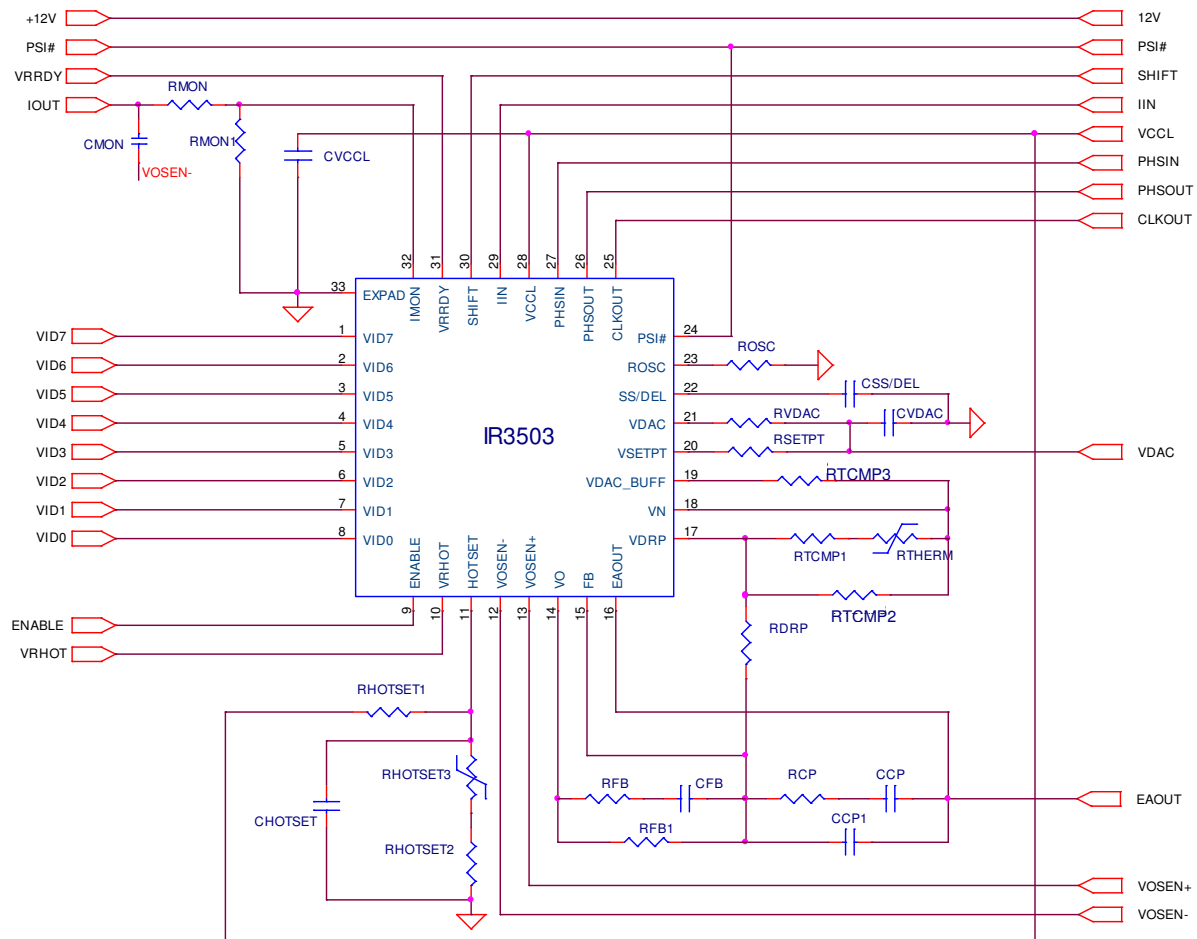 +12V
12V
PSI#
PSI#
VRRDY
SHIFT
RMON
IOUT
IIN
CMON
RMON1
CVCCL
VCCL
VOSEN-
PHSIN
PHSOUT
CLKOUT
32
31
30
29
28
27
26
25
33
EXPAD
IMON
VRRDY
SHIFT
IIN
VCCL
PHSIN
PHSOUT
CLKOUT
VID7
1
VID7
PSI#
24
VID6
2
VID6
ROSC
23
ROSC
VID5
3
VID5
SS/DEL
22
CSS/DEL
VID4
4
VID4
IR3503
VDAC
21
RVDAC
CVDAC
VID3
5
VID3
VSETPT
20
RSETPT
VDAC
VID2
6
VID2
VDAC_BUFF
19
RTCMP3
VID1
7
VID1
VN
18
VID0
8
VID0
VDRP
17
RTCMP1
RTHERM
ENABLE
VRHOT
HOTSET
VOSEN-
VOSEN+
VO
FB
EAOUT
9
10
11
12
13
14
15
16
RTCMP2
ENABLE
RDRP
VRHOT
RHOTSET1
RHOTSET3
RFB
CFB
RCP
CCP
EAOUT
CHOTSET
RFB1
CCP1
RHOTSET2
VOSEN+
VOSEN-